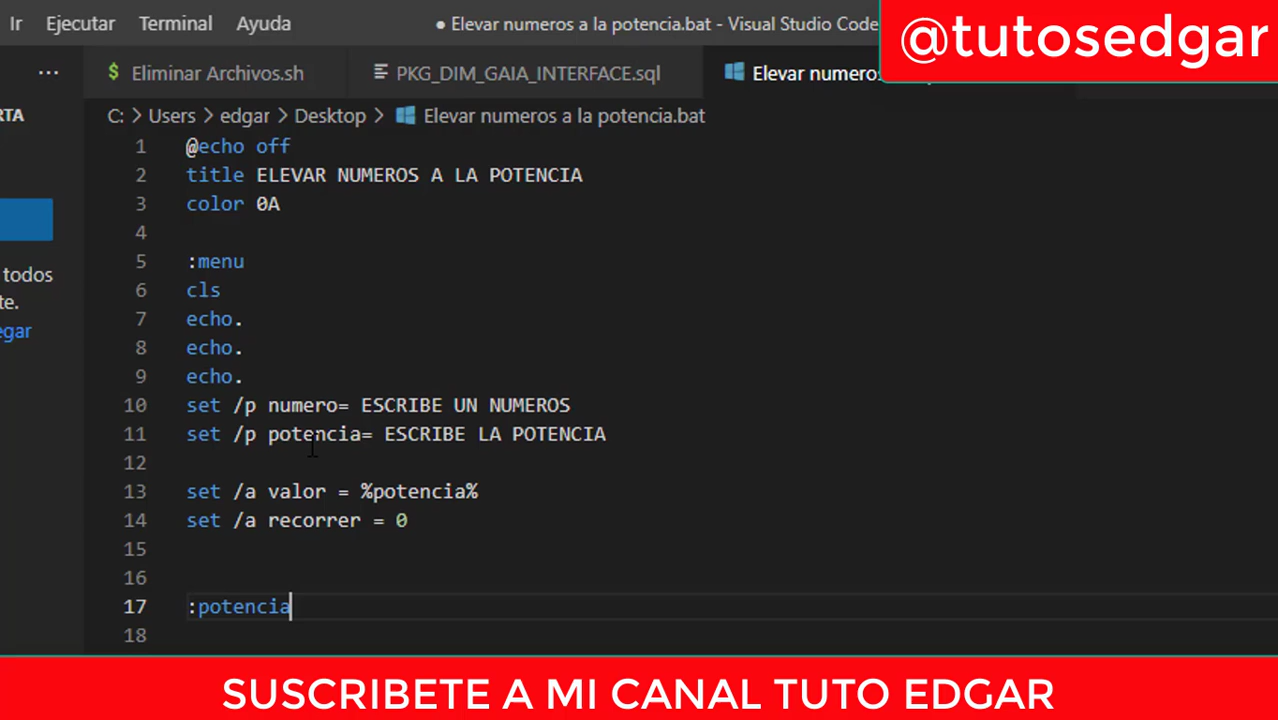 Ir Ejecutar Terminal Ayuda
● Elevar numeros a la potencia.bat - Visual Studio Code
@tutosedgar
··· $ Eliminar Archivos.sh
PKG_DIM_GAIA_INTERFACE.sql
Elevar numeros
RTA
C: > Users > edgar > Desktop > Elevar numeros a la potencia.bat
todos
te.
egar
1 @echo off
2 title ELEVAR NUMEROS A LA POTENCIA
3 color 0A
4
5 :menu
6 cls
7 echo.
8 echo.
9 echo.
10 set /p numero= ESCRIBE UN NUMEROS
11 set /p potencia= ESCRIBE LA POTENCIA
12
13 set /a valor = %potencia%
14 set /a recorrer = 0
15
16
17 :potencia
18
SUSCRIBETE A MI CANAL TUTO EDGAR